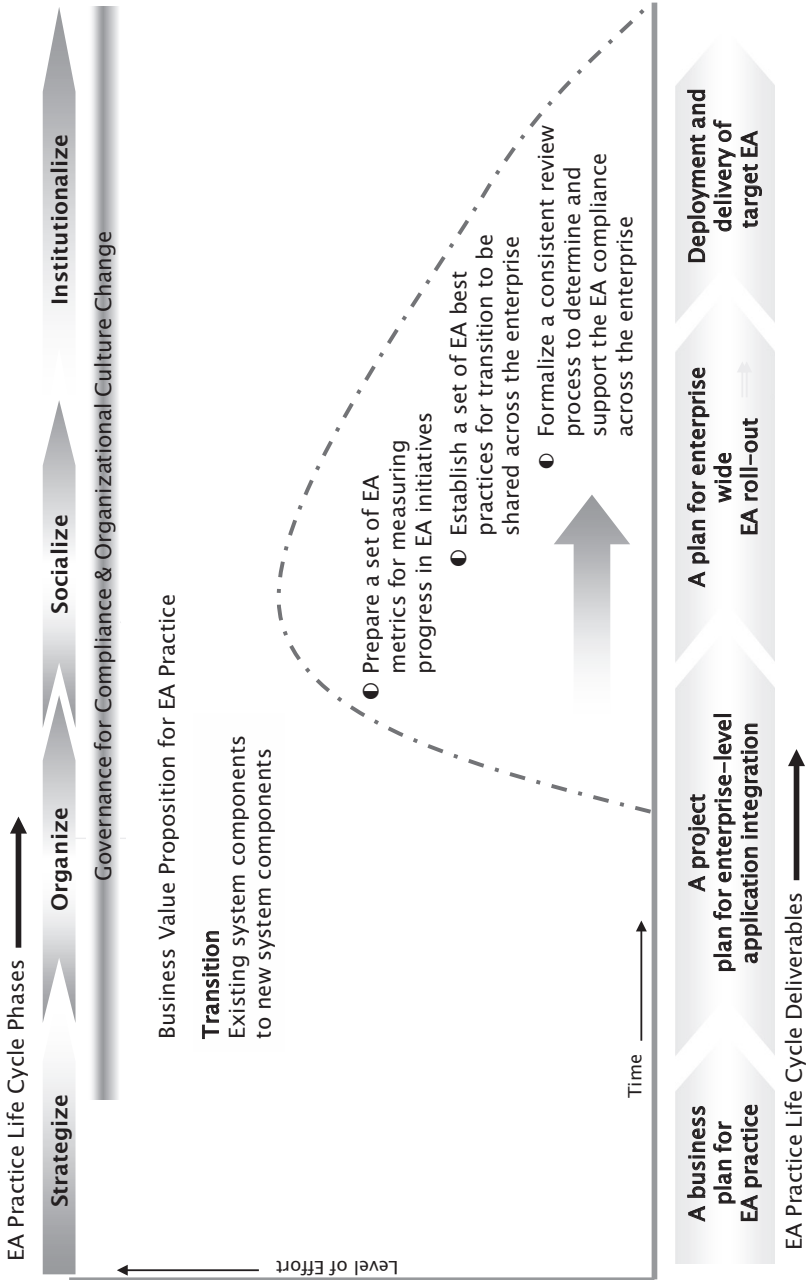 EA Practice Life Cycle Phases
Strategize
Organize
Socialize
Institutionalize
Governance for Compliance & Organizational Culture Change
Business Value Proposition for EA Practice
Transition
Existing system components
to new system components
Level of Effort
Prepare a set of EA
metrics for measuring
progress in EA initiatives
Establish a set of EA best
practices for transition to be
shared across the enterprise
Formalize a consistent review
process to determine and
support the EA compliance
across the enterprise
Time
A business
plan for
EA practice
A project
plan for enterprise–level
application integration
A plan for enterprise
wide
EA roll–out
Deployment and
delivery of
target EA
EA Practice Life Cycle Deliverables